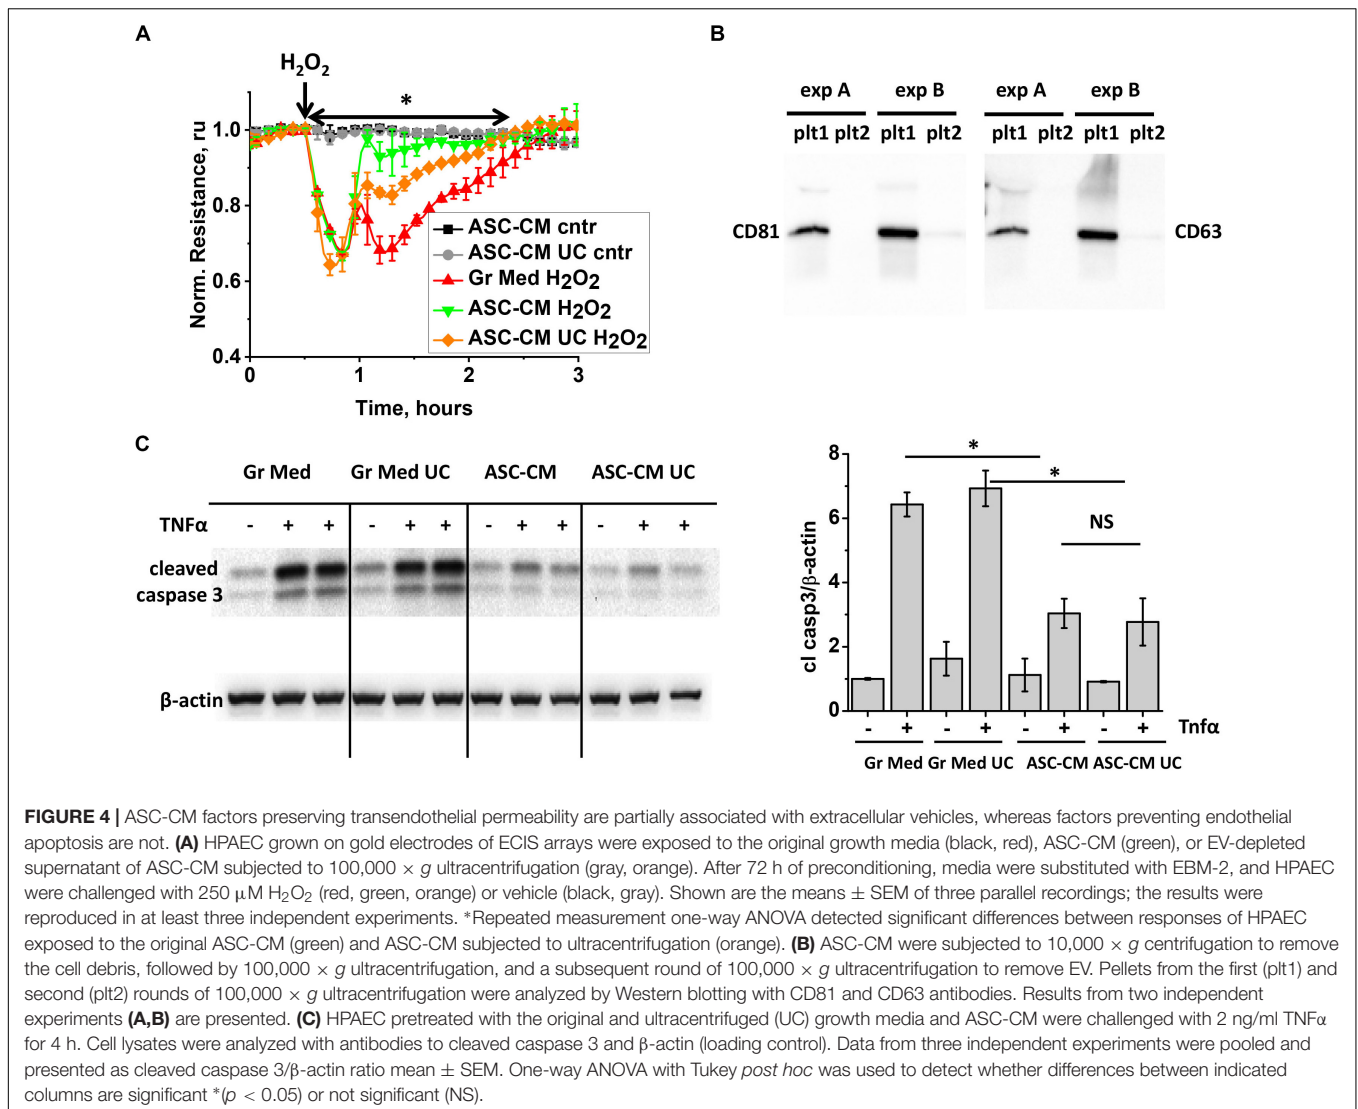 A
H2O2
*
Norm. Resistance, ru
1.0
0.8
0.6
0.4
ASC-CM cntr
ASC-CM UC cntr
Gr Med H2O2
ASC-CM H2O2
ASC-CM UC H2O2
0 1 2 3
Time, hours
B
exp A exp B exp A exp B
plt1 plt2 plt1 plt2 plt1 plt2 plt1 plt2
CD81 CD63
C
Gr Med Gr Med UC ASC-CM ASC-CM UC
TNFα - + + - + + - + + - + +
cleaved
caspase 3
β-actin
cl casp3/β-actin
8
6
4
2
0
*
*
NS
- + - + - + - + Tnfα
Gr Med Gr Med UC ASC-CM ASC-CM UC
FIGURE 4 | ASC-CM factors preserving transendothelial permeability are partially associated with extracellular vehicles, whereas factors preventing endothelial
apoptosis are not. (A) HPAEC grown on gold electrodes of ECIS arrays were exposed to the original growth media (black, red), ASC-CM (green), or EV-depleted
supernatant of ASC-CM subjected to 100,000 × g ultracentrifugation (gray, orange). After 72 h of preconditioning, media were substituted with EBM-2, and HPAEC
were challenged with 250 μM H2O2 (red, green, orange) or vehicle (black, gray). Shown are the means ± SEM of three parallel recordings; the results were
reproduced in at least three independent experiments. *Repeated measurement one-way ANOVA detected significant differences between responses of HPAEC
exposed to the original ASC-CM (green) and ASC-CM subjected to ultracentrifugation (orange). (B) ASC-CM were subjected to 10,000 × g centrifugation to remove
the cell debris, followed by 100,000 × g ultracentrifugation, and a subsequent round of 100,000 × g ultracentrifugation to remove EV. Pellets from the first (plt1) and
second (plt2) rounds of 100,000 × g ultracentrifugation were analyzed by Western blotting with CD81 and CD63 antibodies. Results from two independent
experiments (A,B) are presented. (C) HPAEC pretreated with the original and ultracentrifuged (UC) growth media and ASC-CM were challenged with 2 ng/ml TNFα
for 4 h. Cell lysates were analyzed with antibodies to cleaved caspase 3 and β-actin (loading control). Data from three independent experiments were pooled and
presented as cleaved caspase 3/β-actin ratio mean ± SEM. One-way ANOVA with Tukey post hoc was used to detect whether differences between indicated
columns are significant *(p < 0.05) or not significant (NS).